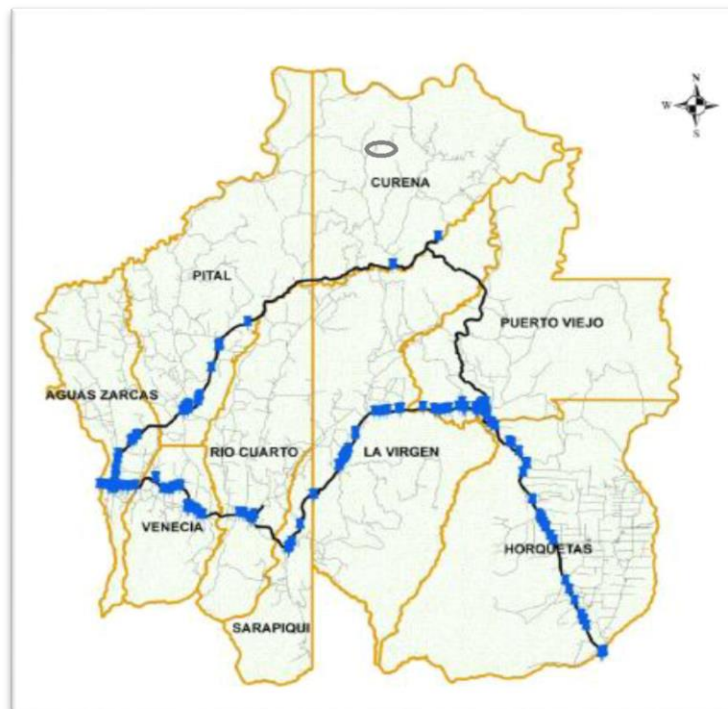 N
W
S
CURENA
PITAL
PUERTO VIEJO
AGUAS ZARCAS
RIO CUARTO
LA VIRGEN
VENECIA
HORQUETAS
SARAPIQUI